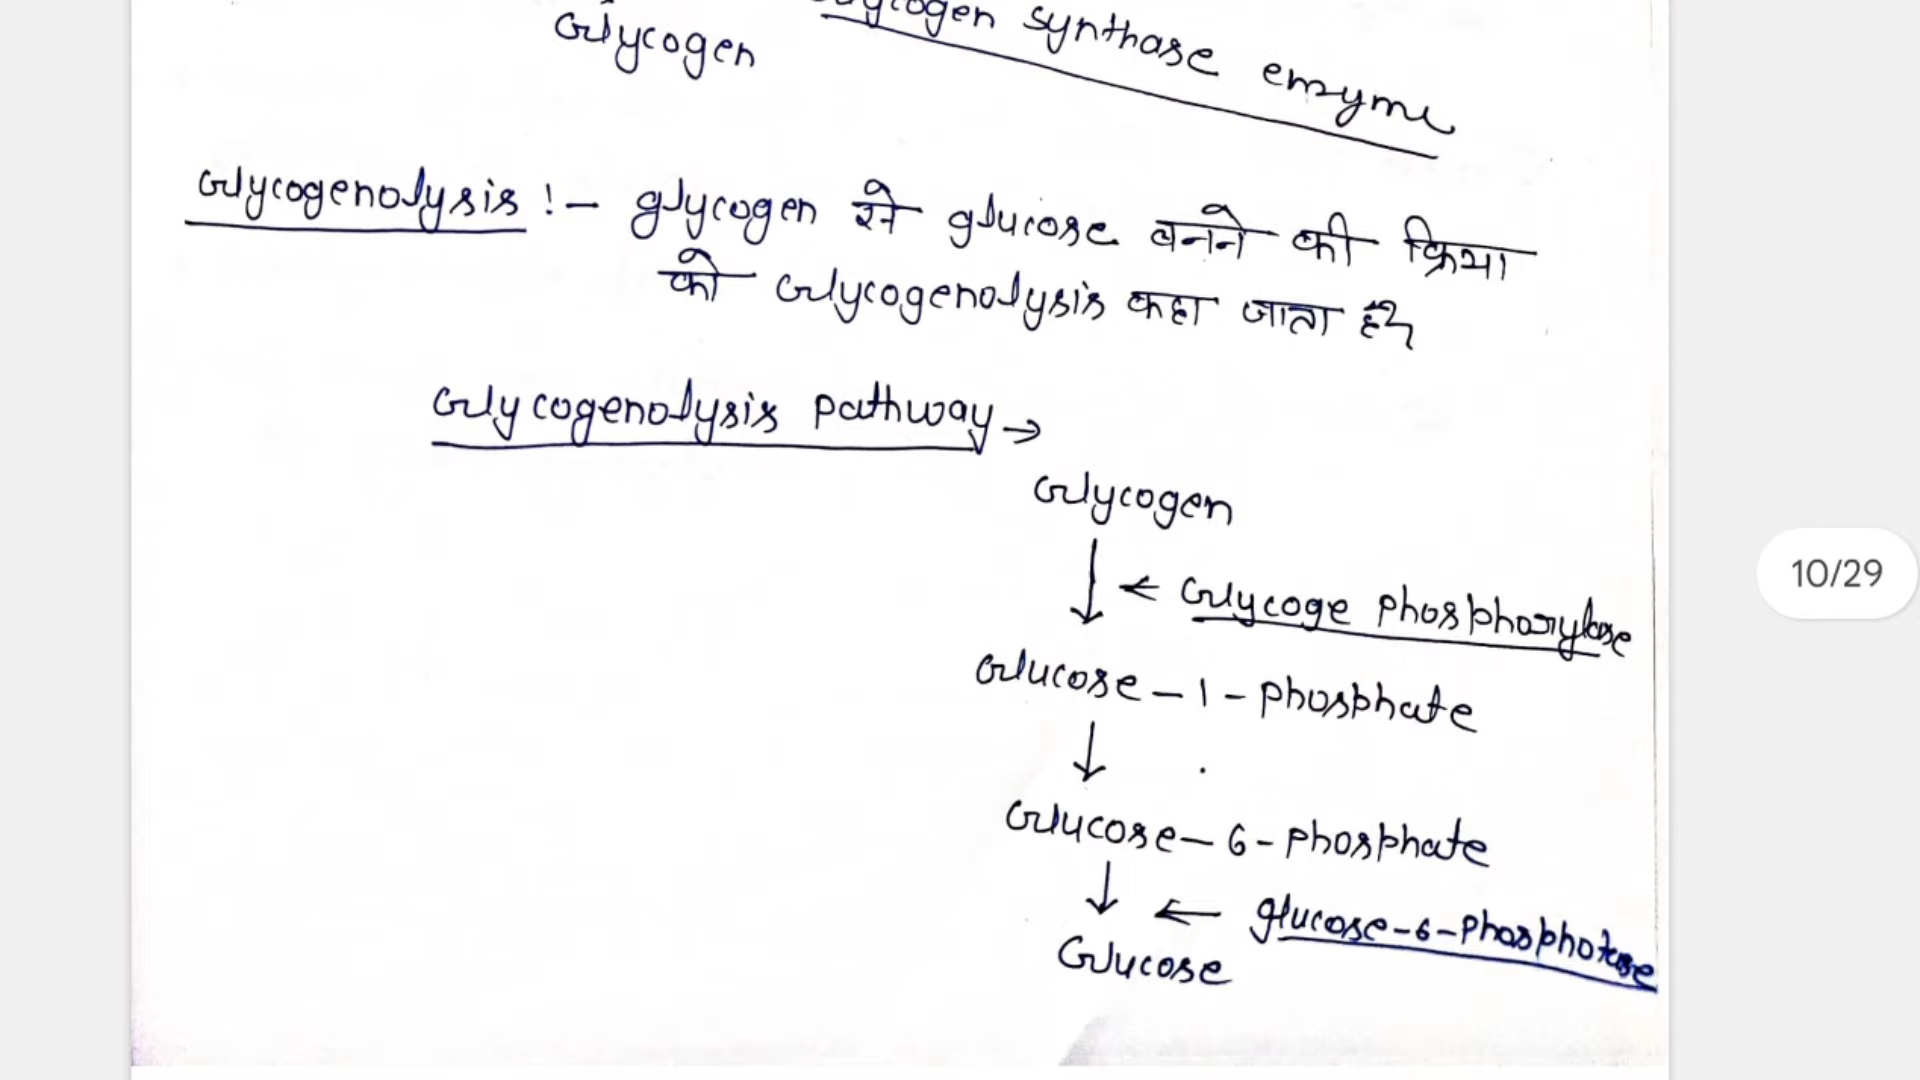 Glycogen synthase enzyme
Glycogen
Glycogenolysis :- glycogen से glucose बनने की क्रिया
को Glycogenolysis कहा जाता है
Glycogenolysis pathway →
Glycogen
↓ ← Glycoge phosphorylase
Glucose - 1 - phosphate
↓
Glucose - 6 - phosphate
↓ ← glucose-6-phosphotase
Glucose
10/29